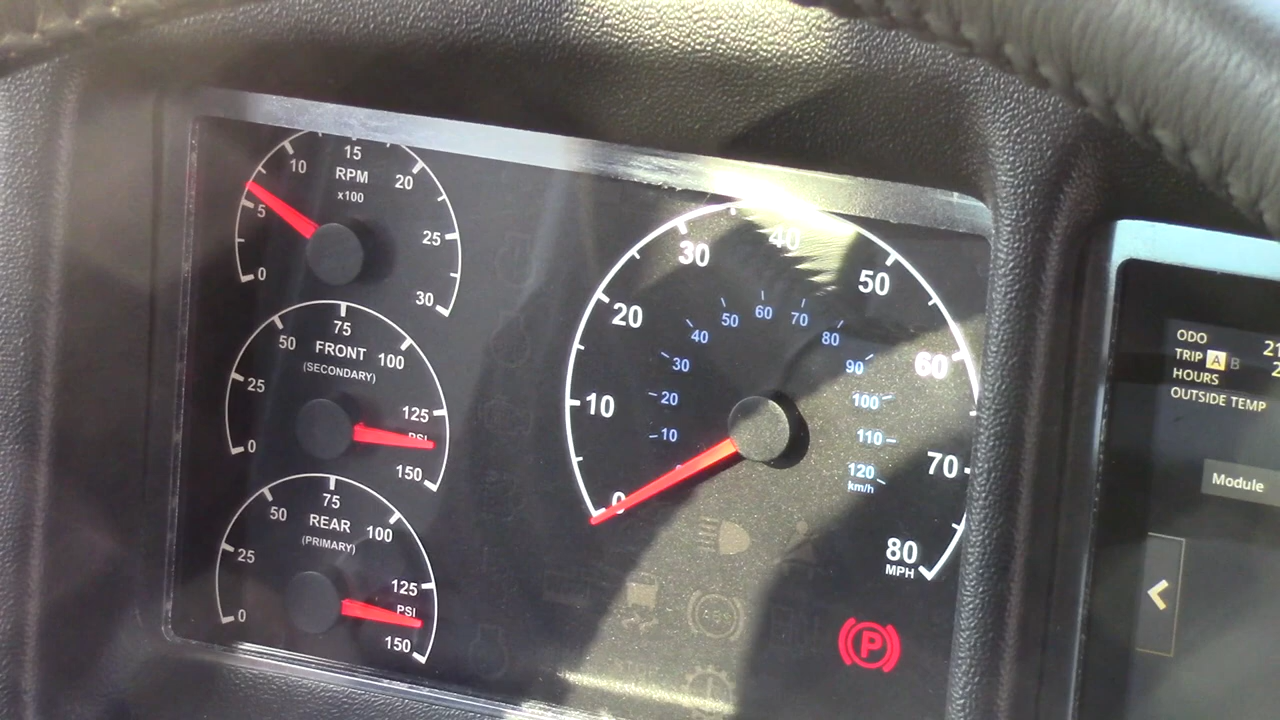 15
10
20
RPM
x100
5
25
0
30
75
50
100
FRONT
(SECONDARY)
25
125
PSI
0
150
75
50
100
REAR
(PRIMARY)
25
125
PSI
0
150
40
30
50
20
60
10
70
0
80
MPH
60
50
70
40
80
30
90
20
100
10
110
120
km/h
P
ODO 21
TRIP A B 2
HOURS
OUTSIDE TEMP
Module